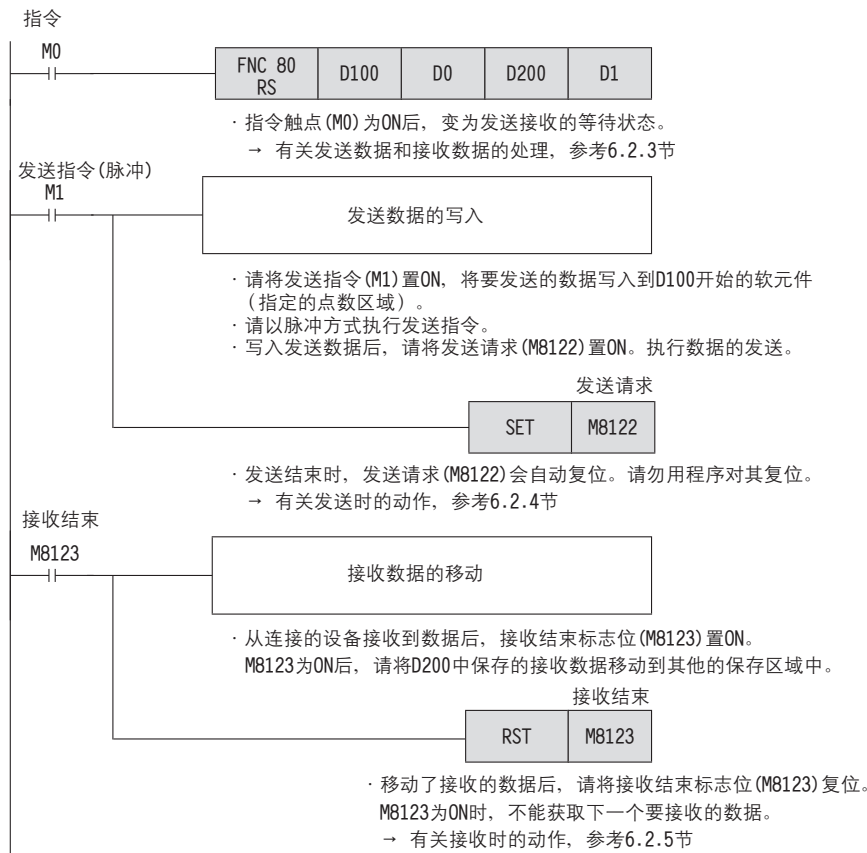 指令
M0
FNC 80
RS
D100
D0
D200
D1
·指令触点(M0)为ON后，变为发送接收的等待状态。
→ 有关发送数据和接收数据的处理，参考6.2.3节
发送指令(脉冲)
M1
发送数据的写入
·请将发送指令(M1)置ON，将要发送的数据写入到D100开始的软元件
（指定的点数区域）。
·请以脉冲方式执行发送指令。
·写入发送数据后，请将发送请求(M8122)置ON。执行数据的发送。
发送请求
SET
M8122
·发送结束时，发送请求(M8122)会自动复位。请勿用程序对其复位。
→ 有关发送时的动作，参考6.2.4节
接收结束
M8123
接收数据的移动
·从连接的设备接收到数据后，接收结束标志位(M8123)置ON。
M8123为ON后，请将D200中保存的接收数据移动到其他的保存区域中。
接收结束
RST
M8123
·移动了接收的数据后，请将接收结束标志位(M8123)复位。
M8123为ON时，不能获取下一个要接收的数据。
→ 有关接收时的动作，参考6.2.5节